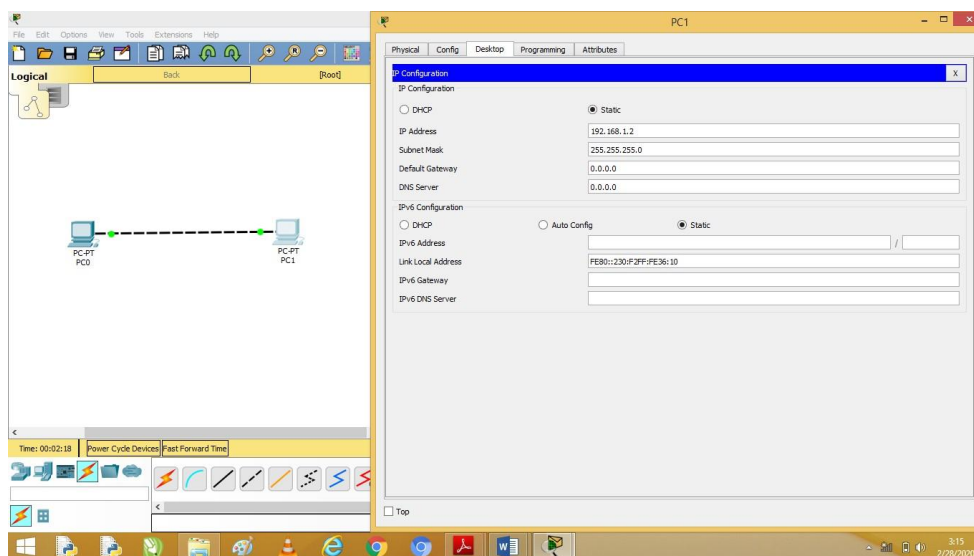 PC1
File Edit Options View Tools Extensions Help
Physical Config Desktop Programming Attributes
Logical Back [Root]
IP Configuration X
IP Configuration
DHCP Static
IP Address 192.168.1.2
Subnet Mask 255.255.255.0
Default Gateway 0.0.0.0
DNS Server 0.0.0.0
IPv6 Configuration
DHCP Auto Config Static
IPv6 Address /
Link Local Address FE80::230:F2FF:FE36:10
IPv6 Gateway
IPv6 DNS Server
PC-PT
PC0
PC-PT
PC1
Time: 00:02:18 Power Cycle Devices Fast Forward Time
Top
3:15
2/28/2020